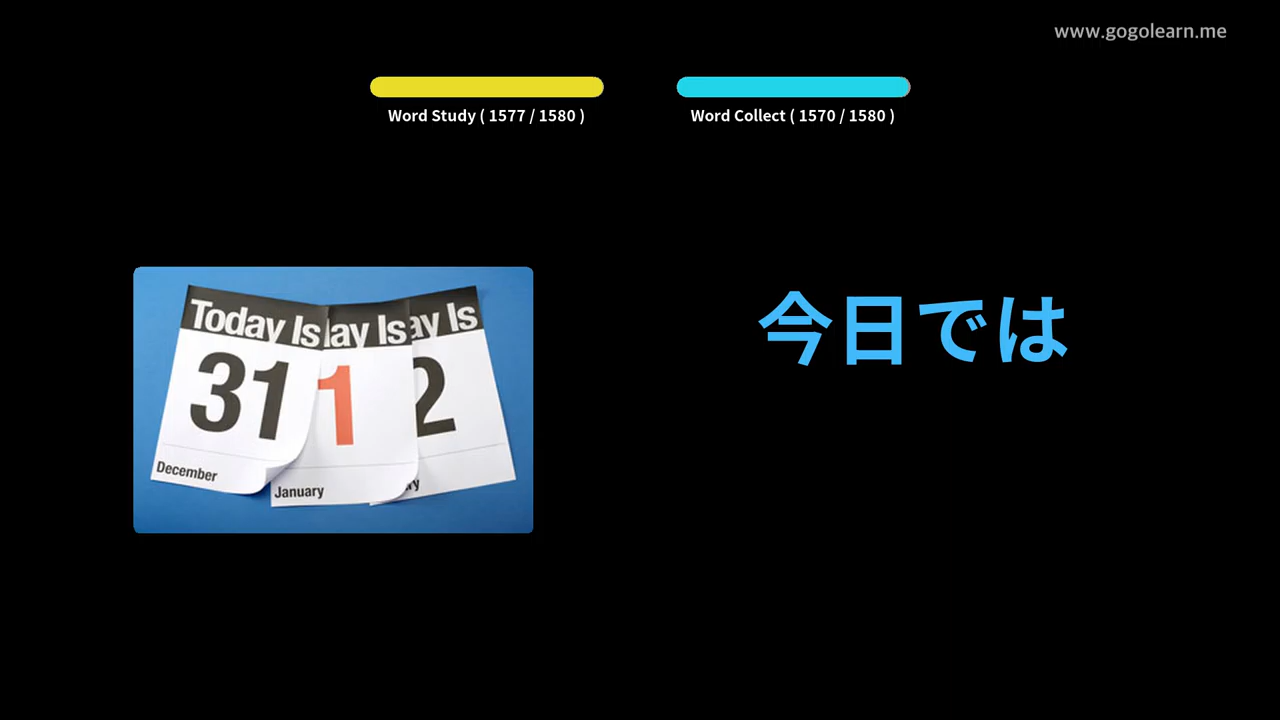 www.gogolearn.me
Word Study ( 1577 / 1580 )
Word Collect ( 1570 / 1580 )
今日では
Today Is
31
December
ay Is
1
January
ay Is
2
ry